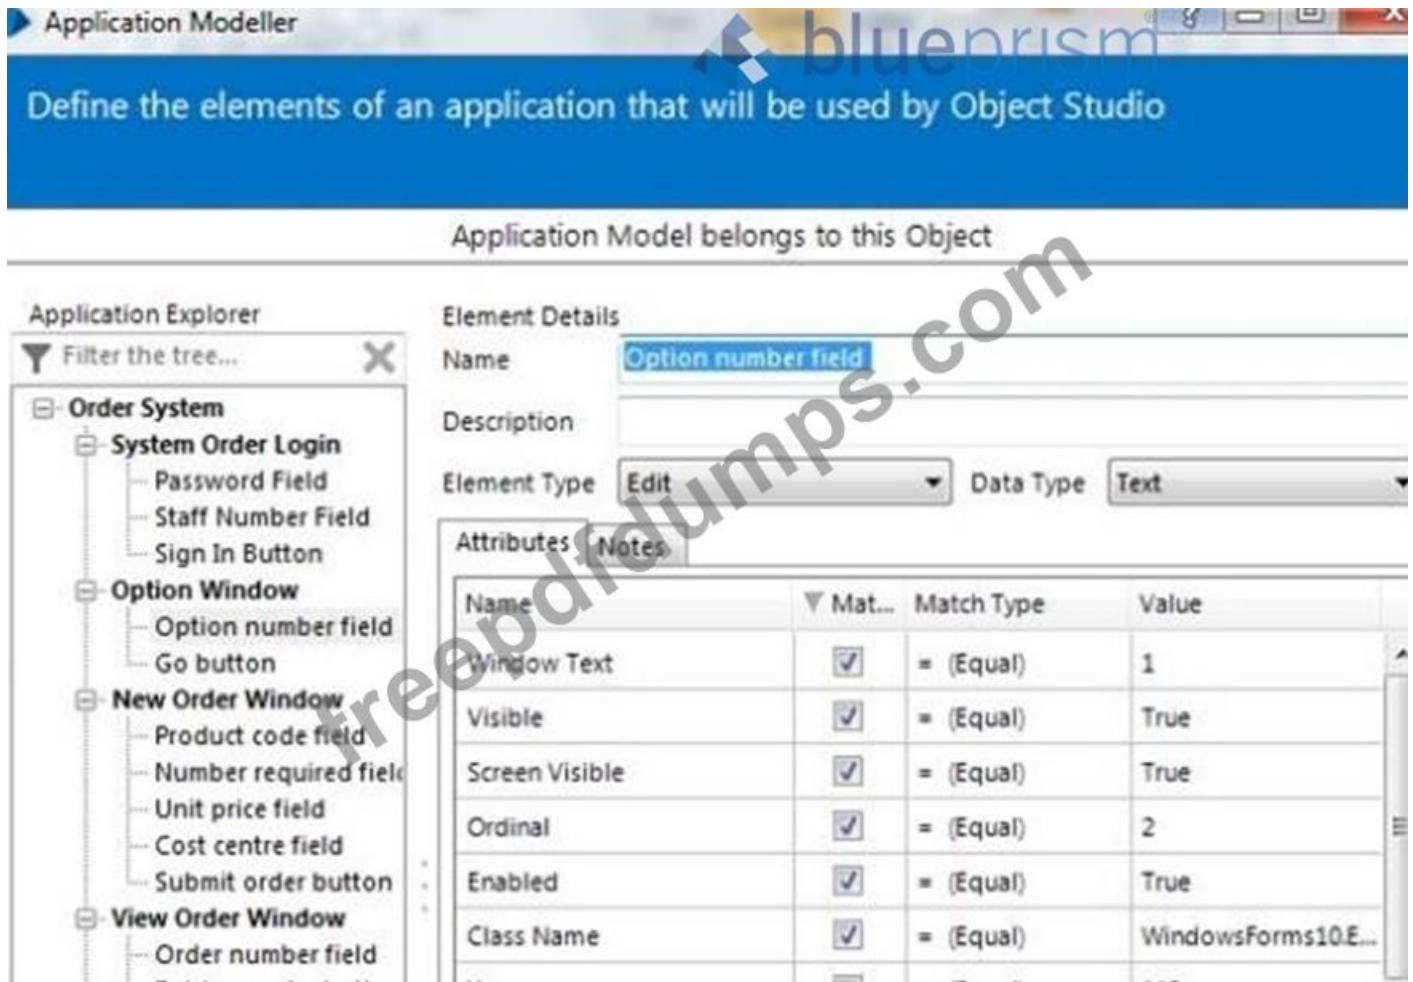 Application Modeller
blueprism
Define the elements of an application that will be used by Object Studio
Application Model belongs to this Object
Application Explorer
Filter the tree...
Order System
System Order Login
Password Field
Staff Number Field
Sign In Button
Option Window
Option number field
Go button
New Order Window
Product code field
Number required field
Unit price field
Cost centre field
Submit order button
View Order Window
Order number field
Element Details
Name Option number field
Description
Element Type Edit Data Type Text
Attributes Notes
Name Mat... Match Type Value
Window Text = (Equal) 1
Visible = (Equal) True
Screen Visible = (Equal) True
Ordinal = (Equal) 2
Enabled = (Equal) True
Class Name = (Equal) WindowsForms10.E...
freepdfdumps.com